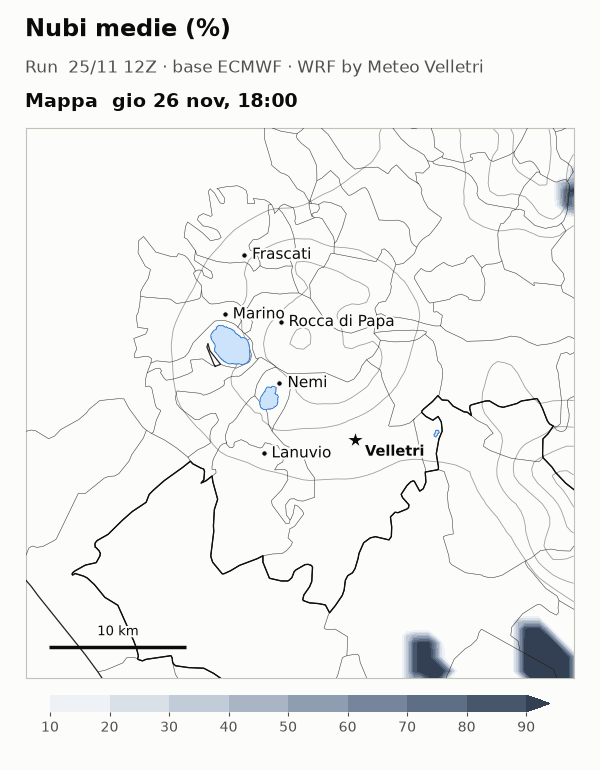 Nubi medie (%)
Run  25/11 12Z · base ECMWF · WRF by Meteo Velletri
Mappa  gio 26 nov, 18:00
Frascati
Marino
Rocca di Papa
Nemi
Velletri
Lanuvio
10 km
10 20 30 40 50 60 70 80 90